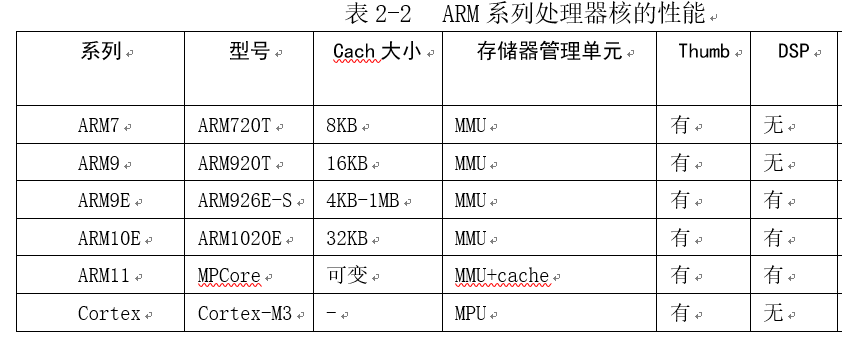 表 2-2 ARM 系列处理器核的性能
系列 型号 Cach 大小 存储器管理单元 Thumb DSP
ARM7 ARM720T 8KB MMU 有 无
ARM9 ARM920T 16KB MMU 有 无
ARM9E ARM926E-S 4KB-1MB MMU 有 有
ARM10E ARM1020E 32KB MMU 有 有
ARM11 MPCore 可变 MMU+cache 有 有
Cortex Cortex-M3 - MPU 有 无